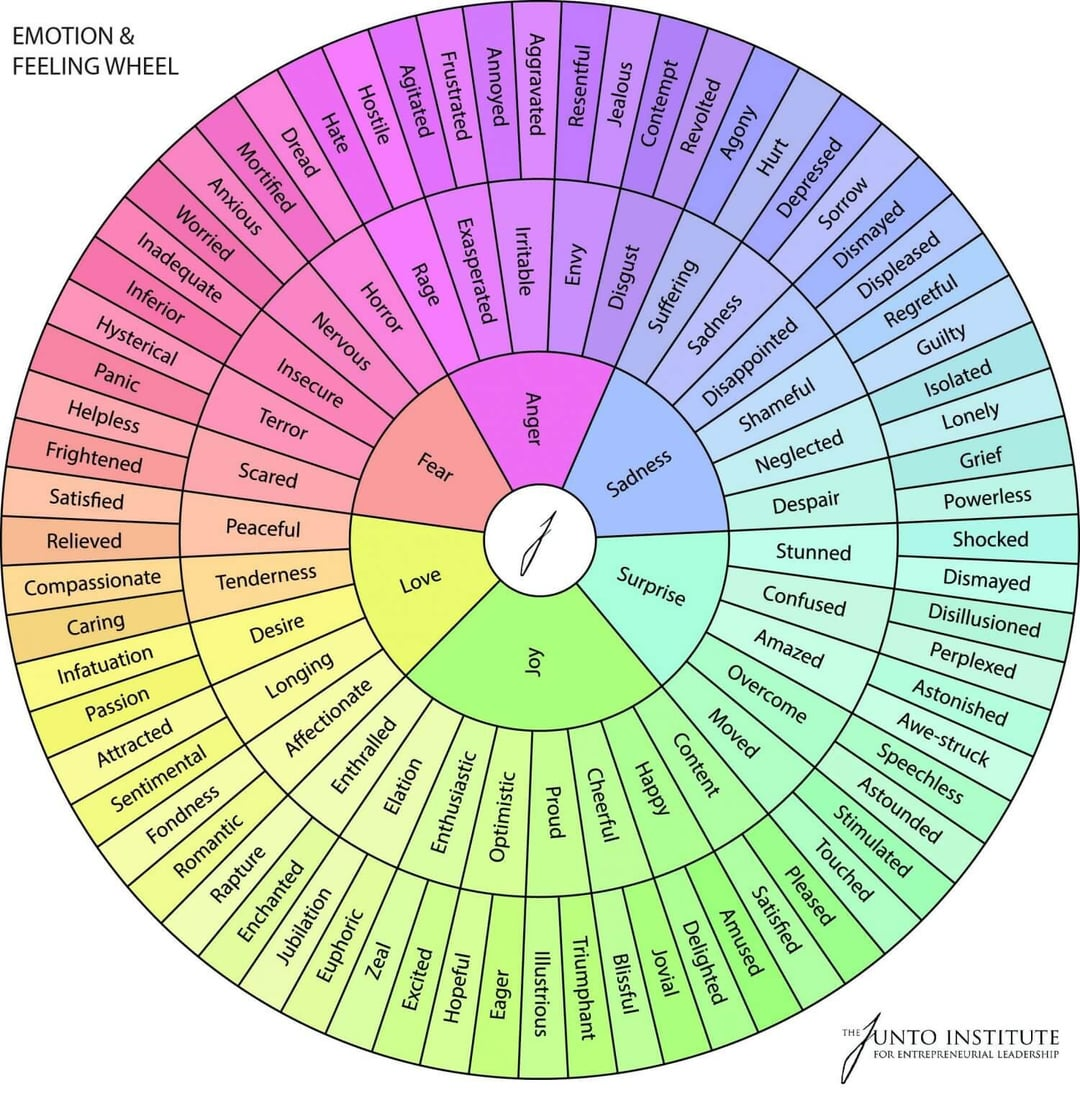 EMOTION &
FEELING WHEEL
Anger
Sadness
Surprise
Joy
Love
Fear
Rage
Exasperated
Irritable
Envy
Disgust
Suffering
Sadness
Disappointed
Shameful
Neglected
Despair
Stunned
Confused
Amazed
Overcome
Moved
Content
Happy
Cheerful
Proud
Optimistic
Enthusiastic
Elation
Enthralled
Affectionate
Longing
Desire
Tenderness
Peaceful
Scared
Terror
Insecure
Nervous
Horror
Hate
Hostile
Agitated
Frustrated
Annoyed
Aggravated
Resentful
Jealous
Contempt
Revolted
Agony
Hurt
Depressed
Sorrow
Dismayed
Displeased
Regretful
Guilty
Isolated
Lonely
Grief
Powerless
Shocked
Dismayed
Disillusioned
Perplexed
Astonished
Awe-struck
Speechless
Astounded
Stimulated
Touched
Pleased
Satisfied
Amused
Delighted
Jovial
Blissful
Triumphant
Illustrious
Eager
Hopeful
Excited
Zeal
Euphoric
Jubilation
Enchanted
Rapture
Romantic
Fondness
Sentimental
Attracted
Passion
Infatuation
Caring
Compassionate
Relieved
Satisfied
Frightened
Helpless
Panic
Hysterical
Inferior
Inadequate
Worried
Anxious
Mortified
Dread
J
THE JUNTO INSTITUTE
FOR ENTREPRENEURIAL LEADERSHIP